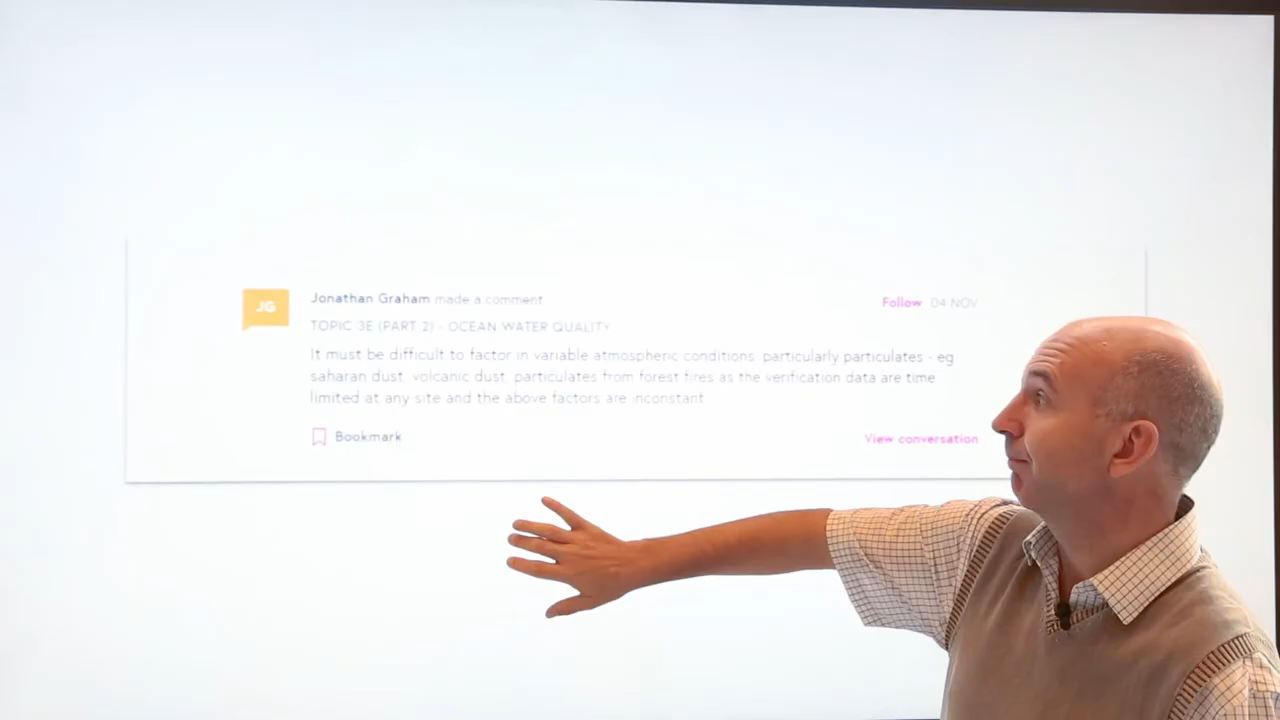 JG
Jonathan Graham made a comment
Follow 04 NOV
TOPIC 3E (PART 2) - OCEAN WATER QUALITY
It must be difficult to factor in variable atmospheric conditions, particularly particulates - eg
saharan dust, volcanic dust, particulates from forest fires as the verification data are time
limited at any site and the above factors are inconstant
Bookmark
View conversation